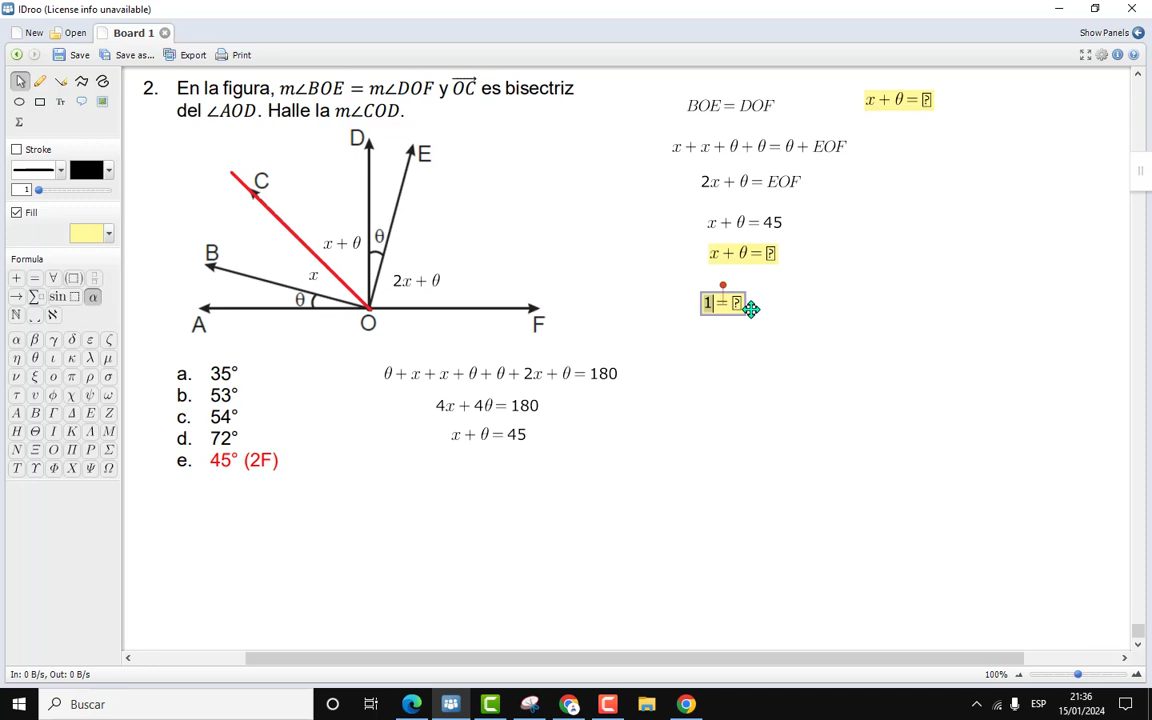 IDroo (License info unavailable)
New Open Board 1 Show Panels
Save Save as... Export Print
2. En la figura, m∠BOE = m∠DOF y OC es bisectriz
del ∠AOD. Halle la m∠COD.
BOE = DOF
x + x + θ + θ = θ + EOF
2x + θ = EOF
x + θ = 45
x + θ = ?
1 = ?
x + θ = ?
D
E
C
B
A
O
F
x + θ
θ
x
2x + θ
θ
a. 35°
b. 53°
c. 54°
d. 72°
e. 45° (2F)
θ + x + x + θ + θ + 2x + θ = 180
4x + 4θ = 180
x + θ = 45
Tr
Σ
Stroke
1
Fill
Formula
+ = ∀ (□)
→ Σ sin □ α
ℕ ℵ
α β γ δ ε ζ
η θ ι κ λ μ
ν ξ ο π ρ σ
τ υ φ χ ψ ω
Α Β Γ Δ Ε Ζ
Η Θ Ι Κ Λ Μ
Ν Ξ Ο Π Ρ Σ
Τ Υ Φ Χ Ψ Ω
In: 0 B/s, Out: 0 B/s
100%
Buscar
ESP
21:36
15/01/2024